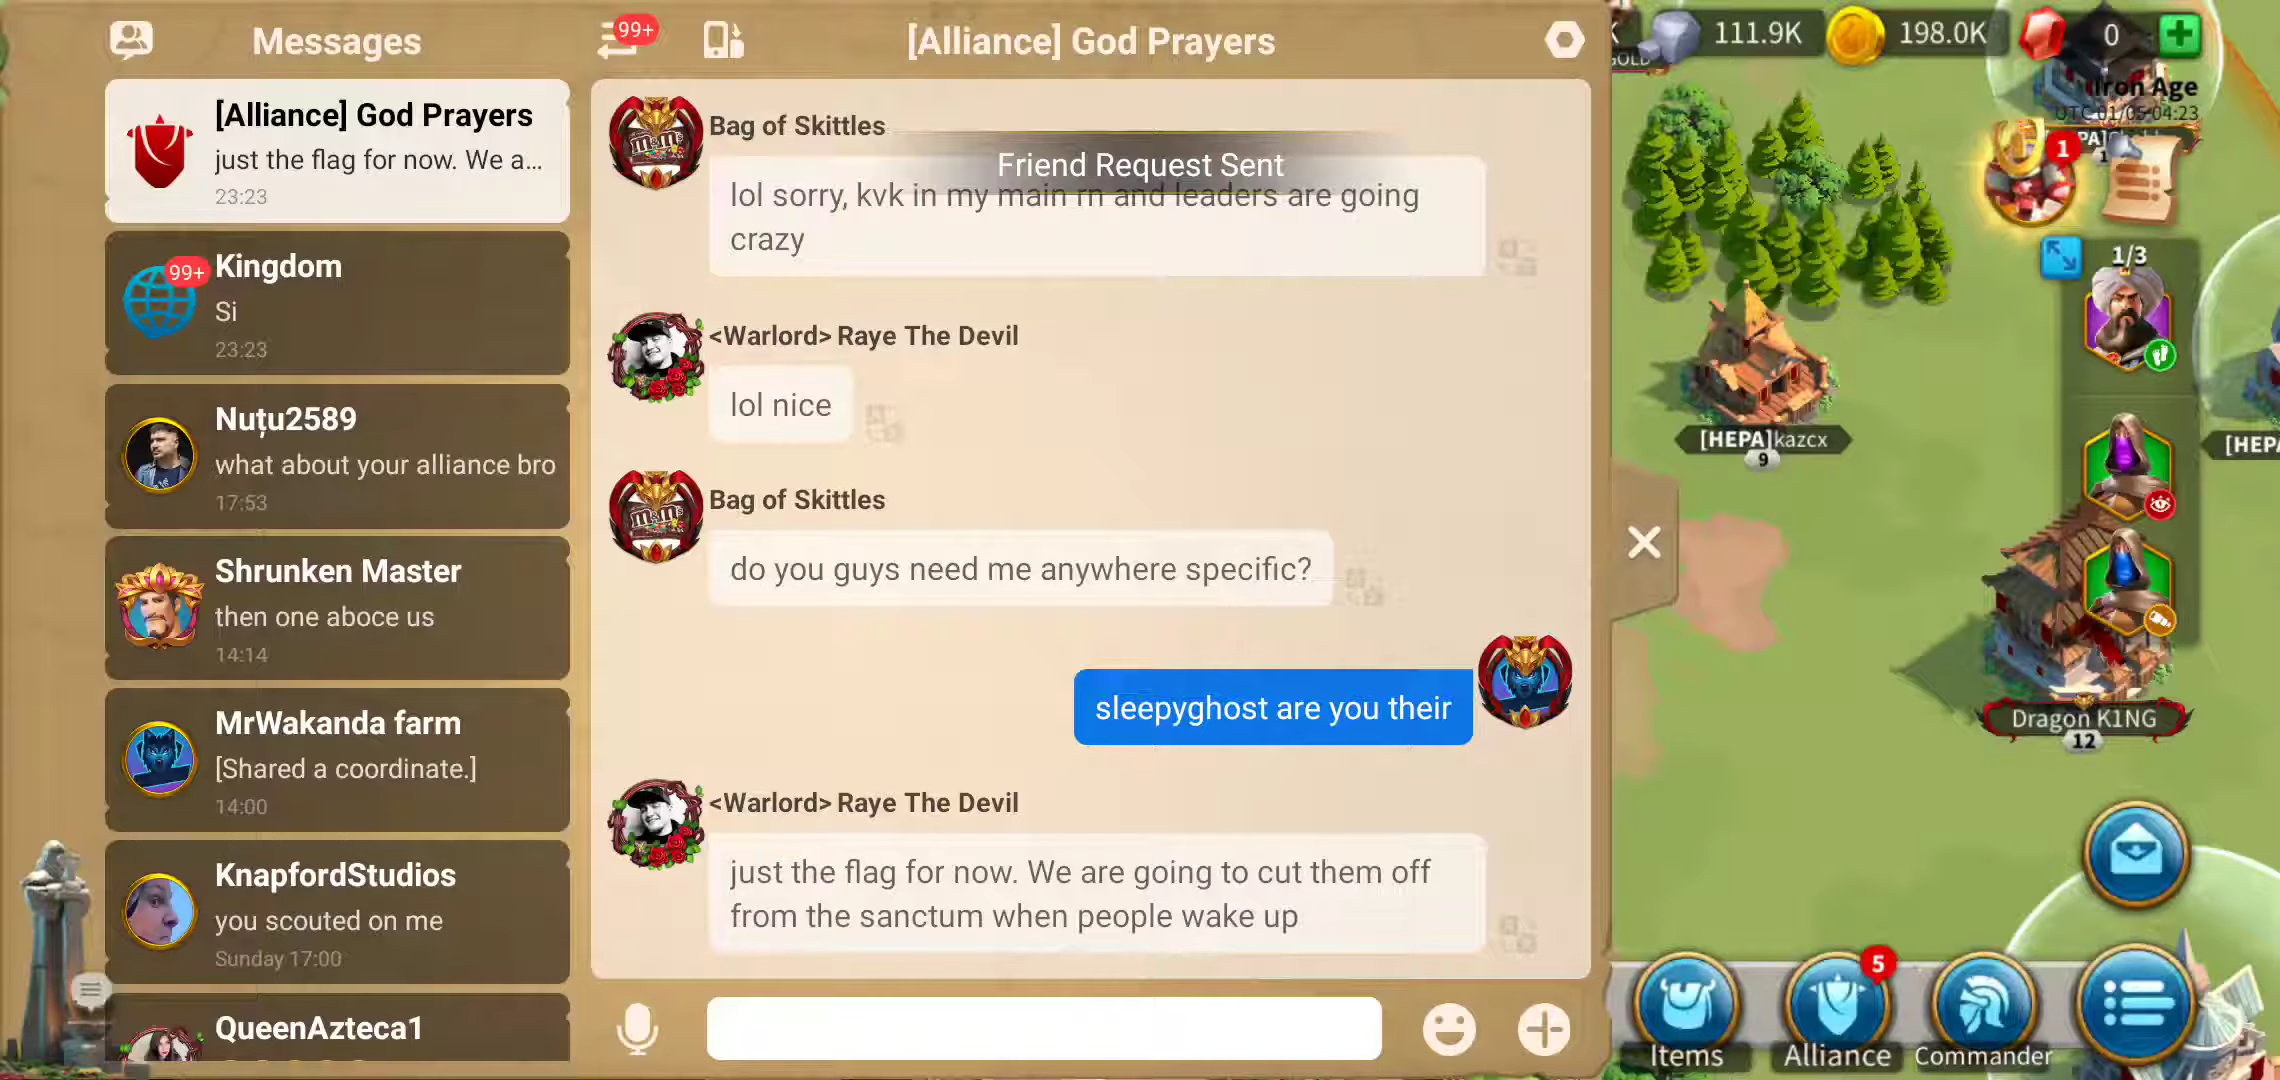 Messages
[Alliance] God Prayers
just the flag for now. We a...
23:23
99+
Kingdom
Si
23:23
Nuțu2589
what about your alliance bro
17:53
Shrunken Master
then one aboce us
14:14
MrWakanda farm
[Shared a coordinate.]
14:00
KnapfordStudios
you scouted on me
Sunday 17:00
QueenAzteca1
99+
[Alliance] God Prayers
Bag of Skittles
Friend Request Sent
lol sorry, kvk in my main rn and leaders are going
crazy
<Warlord> Raye The Devil
lol nice
Bag of Skittles
do you guys need me anywhere specific?
sleepyghost are you their
<Warlord> Raye The Devil
just the flag for now. We are going to cut them off
from the sanctum when people wake up
111.9K
198.0K
0
Iron Age
UTC 01/05 04:23
1
1/3
[HEPA]kazcx
9
[HEPA
Dragon K1NG
12
5
Items
Alliance
Commander